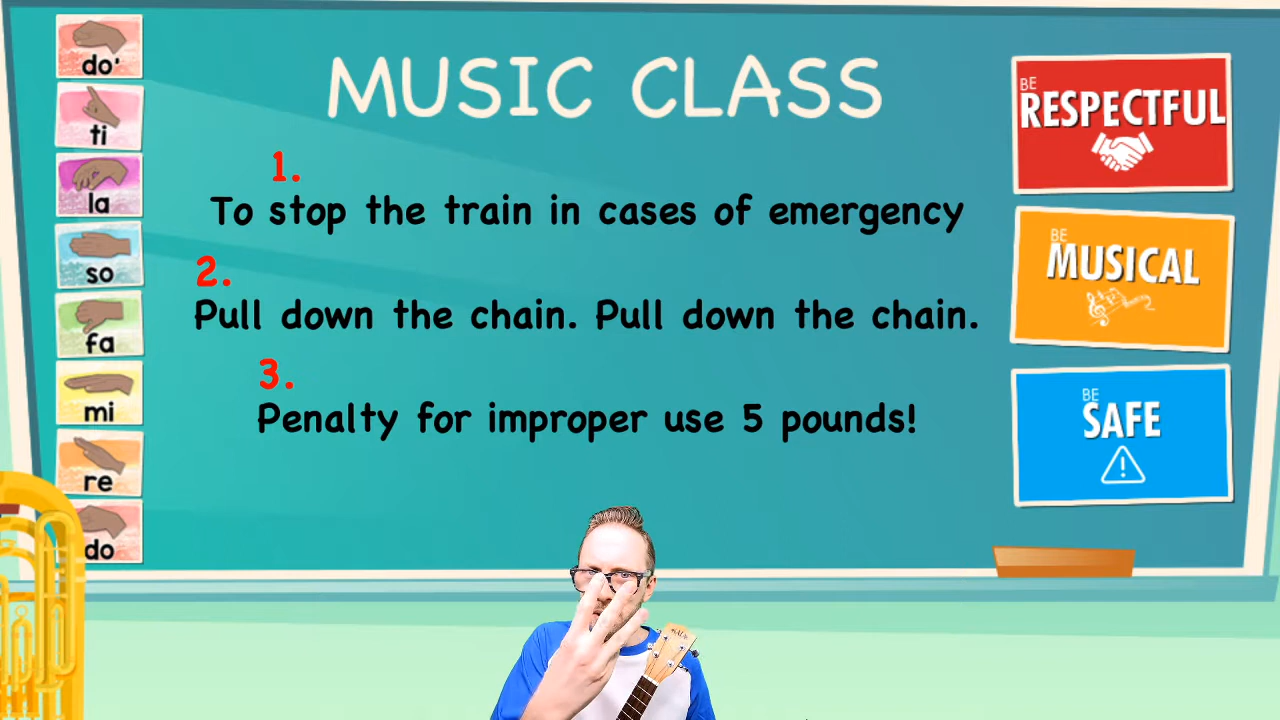 do'
ti
la
so
fa
mi
re
do
MUSIC CLASS
1.
To stop the train in cases of emergency
2.
Pull down the chain. Pull down the chain.
3.
Penalty for improper use 5 pounds!
BE
RESPECTFUL
BE
MUSICAL
BE
SAFE